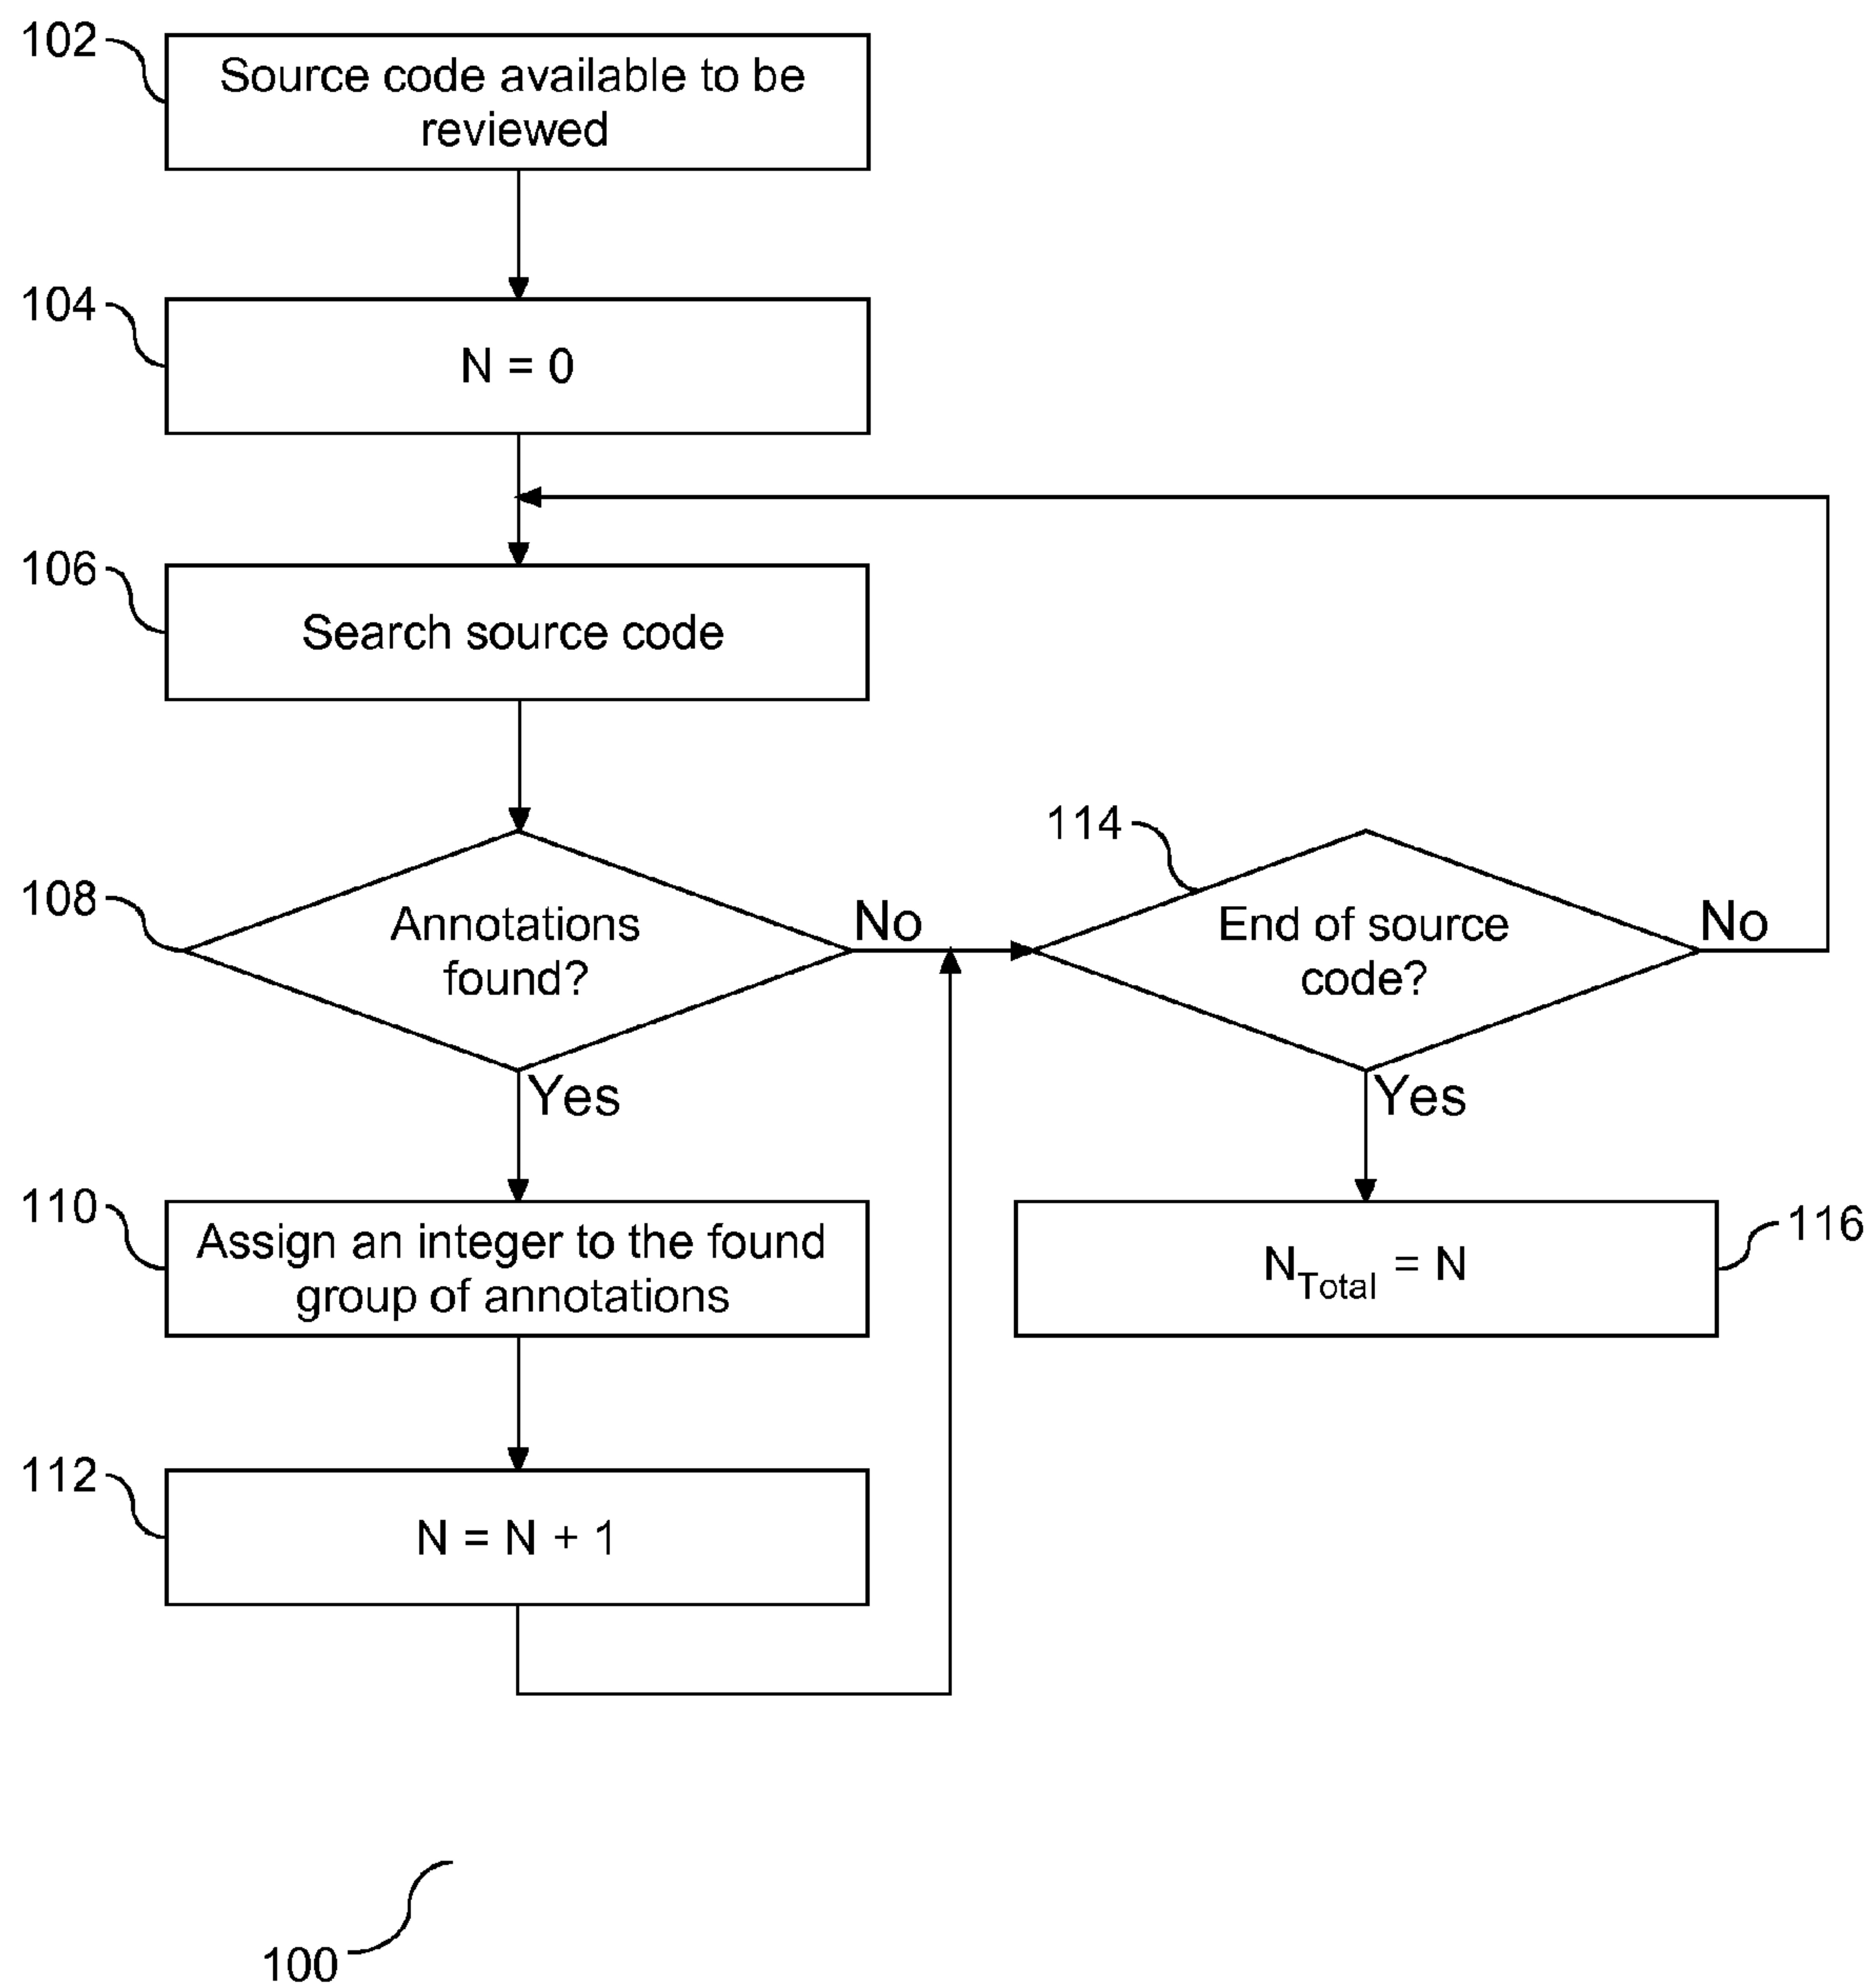 102
Source code available to be
reviewed
104
N = 0
106
Search source code
108
Annotations
found?
No
114
End of source
code?
No
Yes
Yes
110
Assign an integer to the found
group of annotations
N_Total = N
116
112
N = N + 1
100